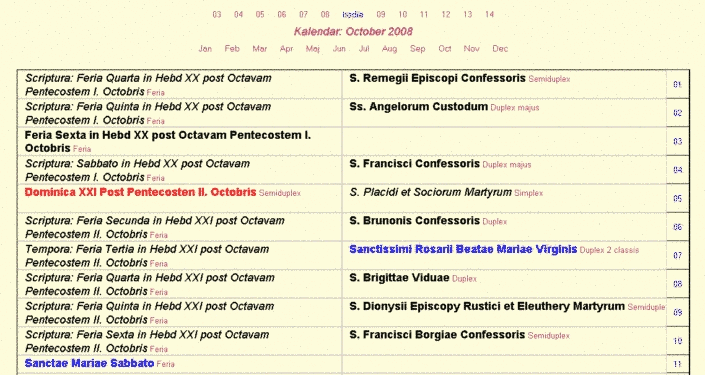 03 04 05 06 07 08 hodie 09 10 11 12 13 14
Kalendar: October 2008
Jan Feb Mar Apr Maj Jun Jul Aug Sep Oct Nov Dec
Scriptura: Feria Quarta in Hebd XX post Octavam S. Remegii Episcopi Confessoris Semiduplex 01
Pentecostem I. Octobris Feria
Scriptura: Feria Quinta in Hebd XX post Octavam Ss. Angelorum Custodum Duplex majus 02
Pentecostem I. Octobris Feria
Feria Sexta in Hebd XX post Octavam Pentecostem I. 03
Octobris Feria
Scriptura: Sabbato in Hebd XX post Octavam S. Francisci Confessoris Duplex majus 04
Pentecostem I. Octobris Feria
Dominica XXI Post Pentecosten II. Octobris Semiduplex S. Placidi et Sociorum Martyrum Simplex 05
Scriptura: Feria Secunda in Hebd XXI post Octavam S. Brunonis Confessoris Duplex 06
Pentecostem II. Octobris Feria
Tempora: Feria Tertia in Hebd XXI post Octavam Sanctissimi Rosarii Beatae Mariae Virginis Duplex 2 classis 07
Pentecostem II. Octobris Feria
Scriptura: Feria Quarta in Hebd XXI post Octavam S. Brigittae Viduae Duplex 08
Pentecostem II. Octobris Feria
Scriptura: Feria Quinta in Hebd XXI post Octavam S. Dionysii Episcopy Rustici et Eleuthery Martyrum Semiduple 09
Pentecostem II. Octobris Feria
Scriptura: Feria Sexta in Hebd XXI post Octavam S. Francisci Borgiae Confessoris Semiduplex 10
Pentecostem II. Octobris Feria
Sanctae Mariae Sabbato Feria 11